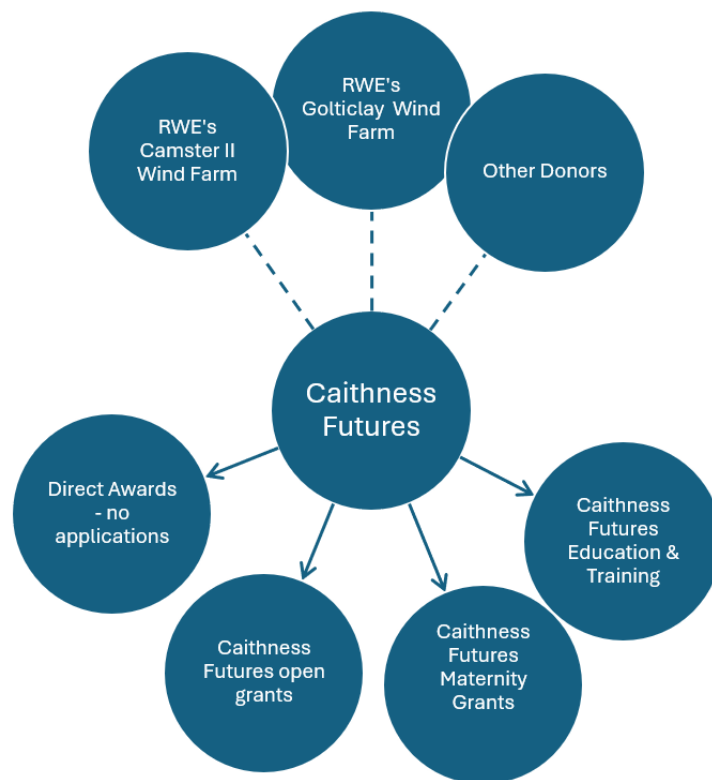 RWE's
Camster II
Wind Farm
RWE's
Golticlay Wind
Farm
Other Donors
Caithness
Futures
Direct Awards
- no
applications
Caithness
Futures open
grants
Caithness
Futures
Maternity
Grants
Caithness
Futures
Education &
Training